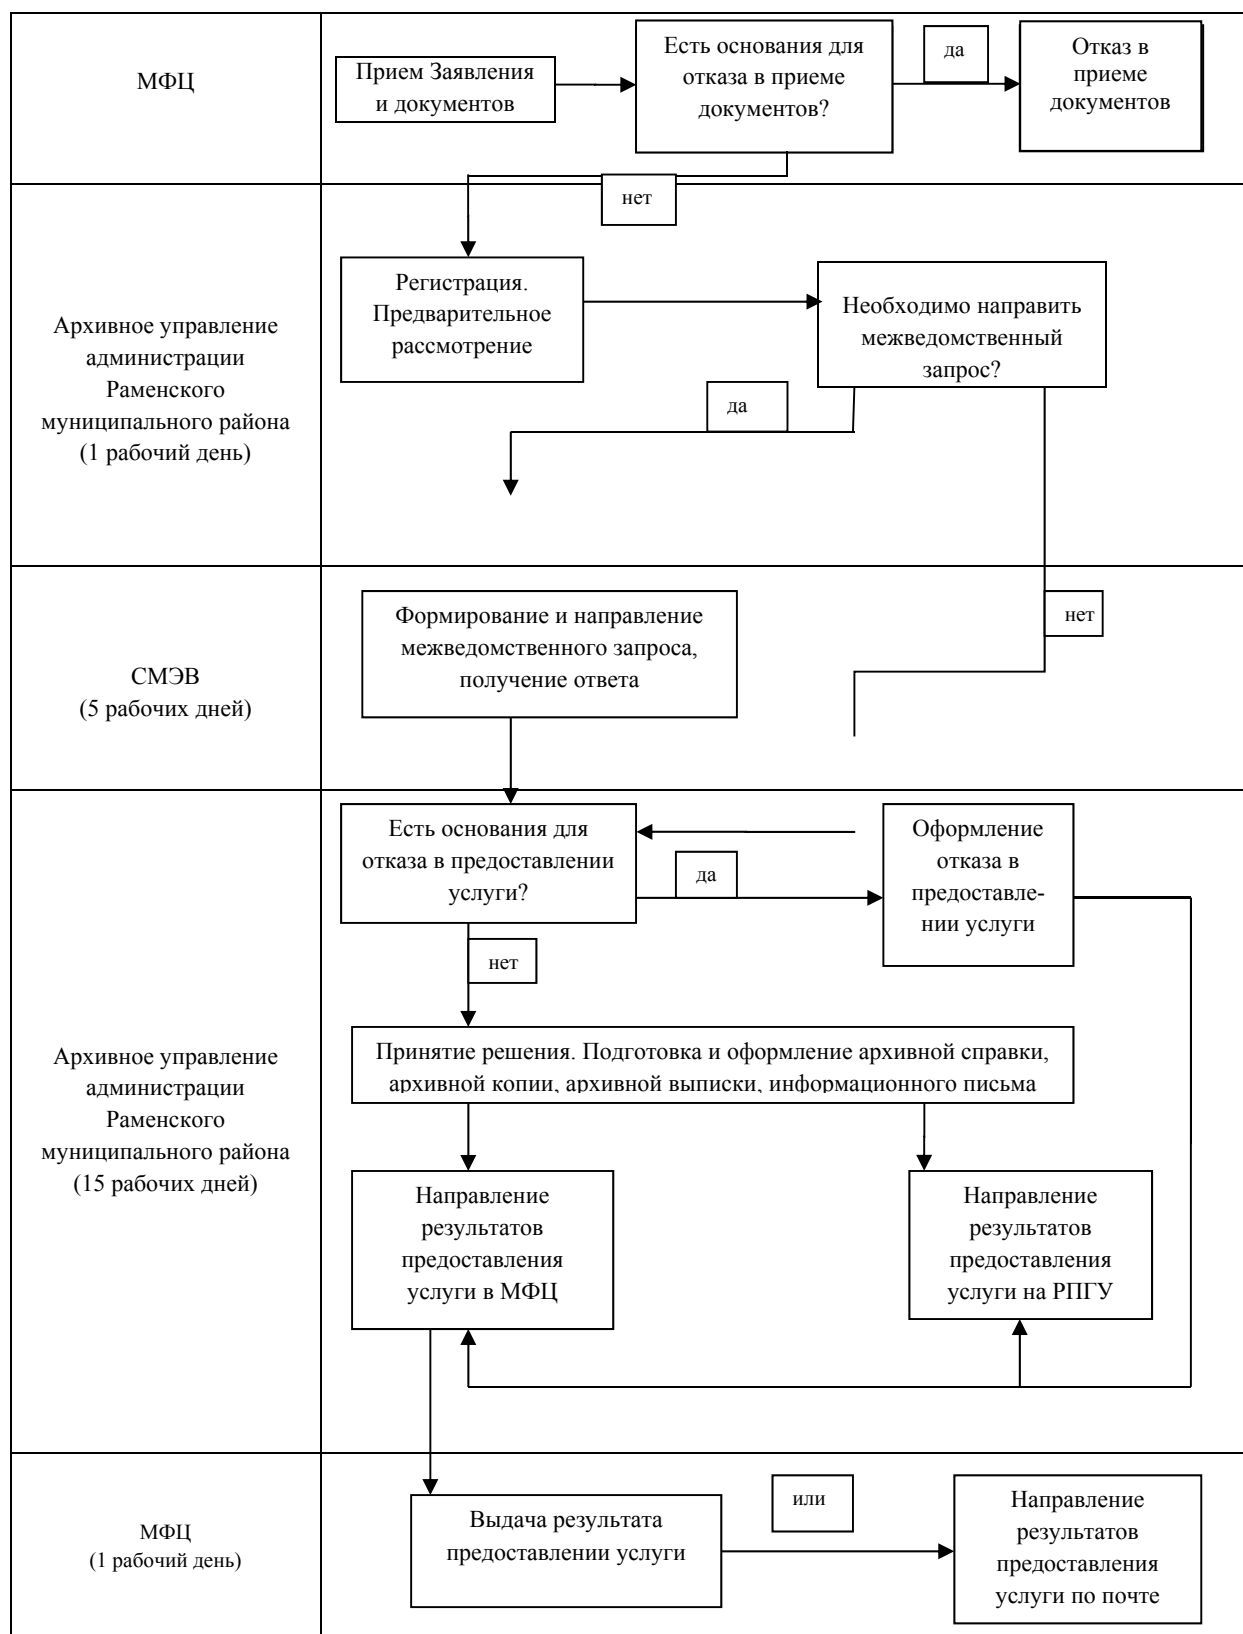 МФЦ
Прием Заявления
и документов
Есть основания для
отказа в приеме
документов?
да
Отказ в
приеме
документов
нет
Архивное управление
администрации
Раменского
муниципального района
(1 рабочий день)
Регистрация.
Предварительное
рассмотрение
Необходимо направить
межведомственный
запрос?
да
нет
СМЭВ
(5 рабочих дней)
Формирование и направление
межведомственного запроса,
получение ответа
Архивное управление
администрации
Раменского
муниципального района
(15 рабочих дней)
Есть основания для
отказа в предоставлении
услуги?
да
Оформление
отказа в
предоставле-
нии услуги
нет
Принятие решения. Подготовка и оформление архивной справки,
архивной копии, архивной выписки, информационного письма
Направление
результатов
предоставления
услуги в МФЦ
Направление
результатов
предоставления
услуги на РПГУ
МФЦ
(1 рабочий день)
Выдача результата
предоставлении услуги
или
Направление
результатов
предоставления
услуги по почте